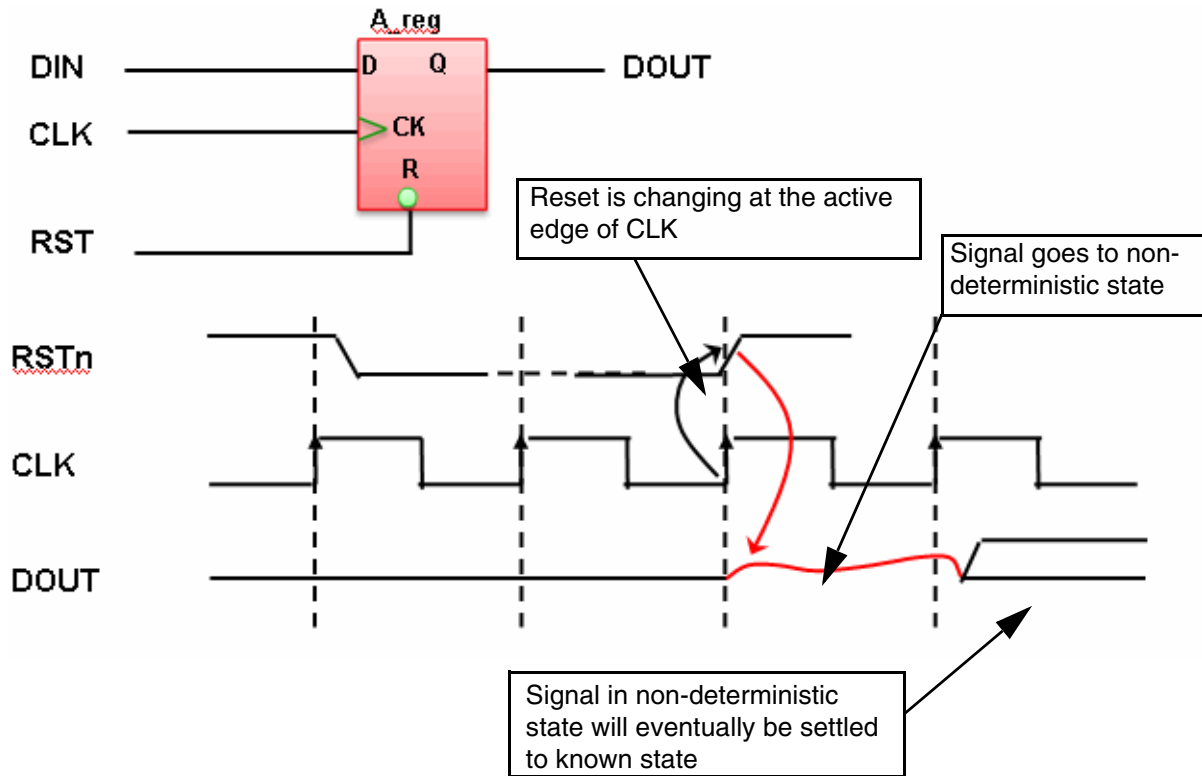 A_reg
DIN
D
Q
DOUT
CLK
CK
R
RST
Reset is changing at the active
edge of CLK
Signal goes to non-
deterministic state
RSTn
CLK
DOUT
Signal in non-deterministic
state will eventually be settled
to known state